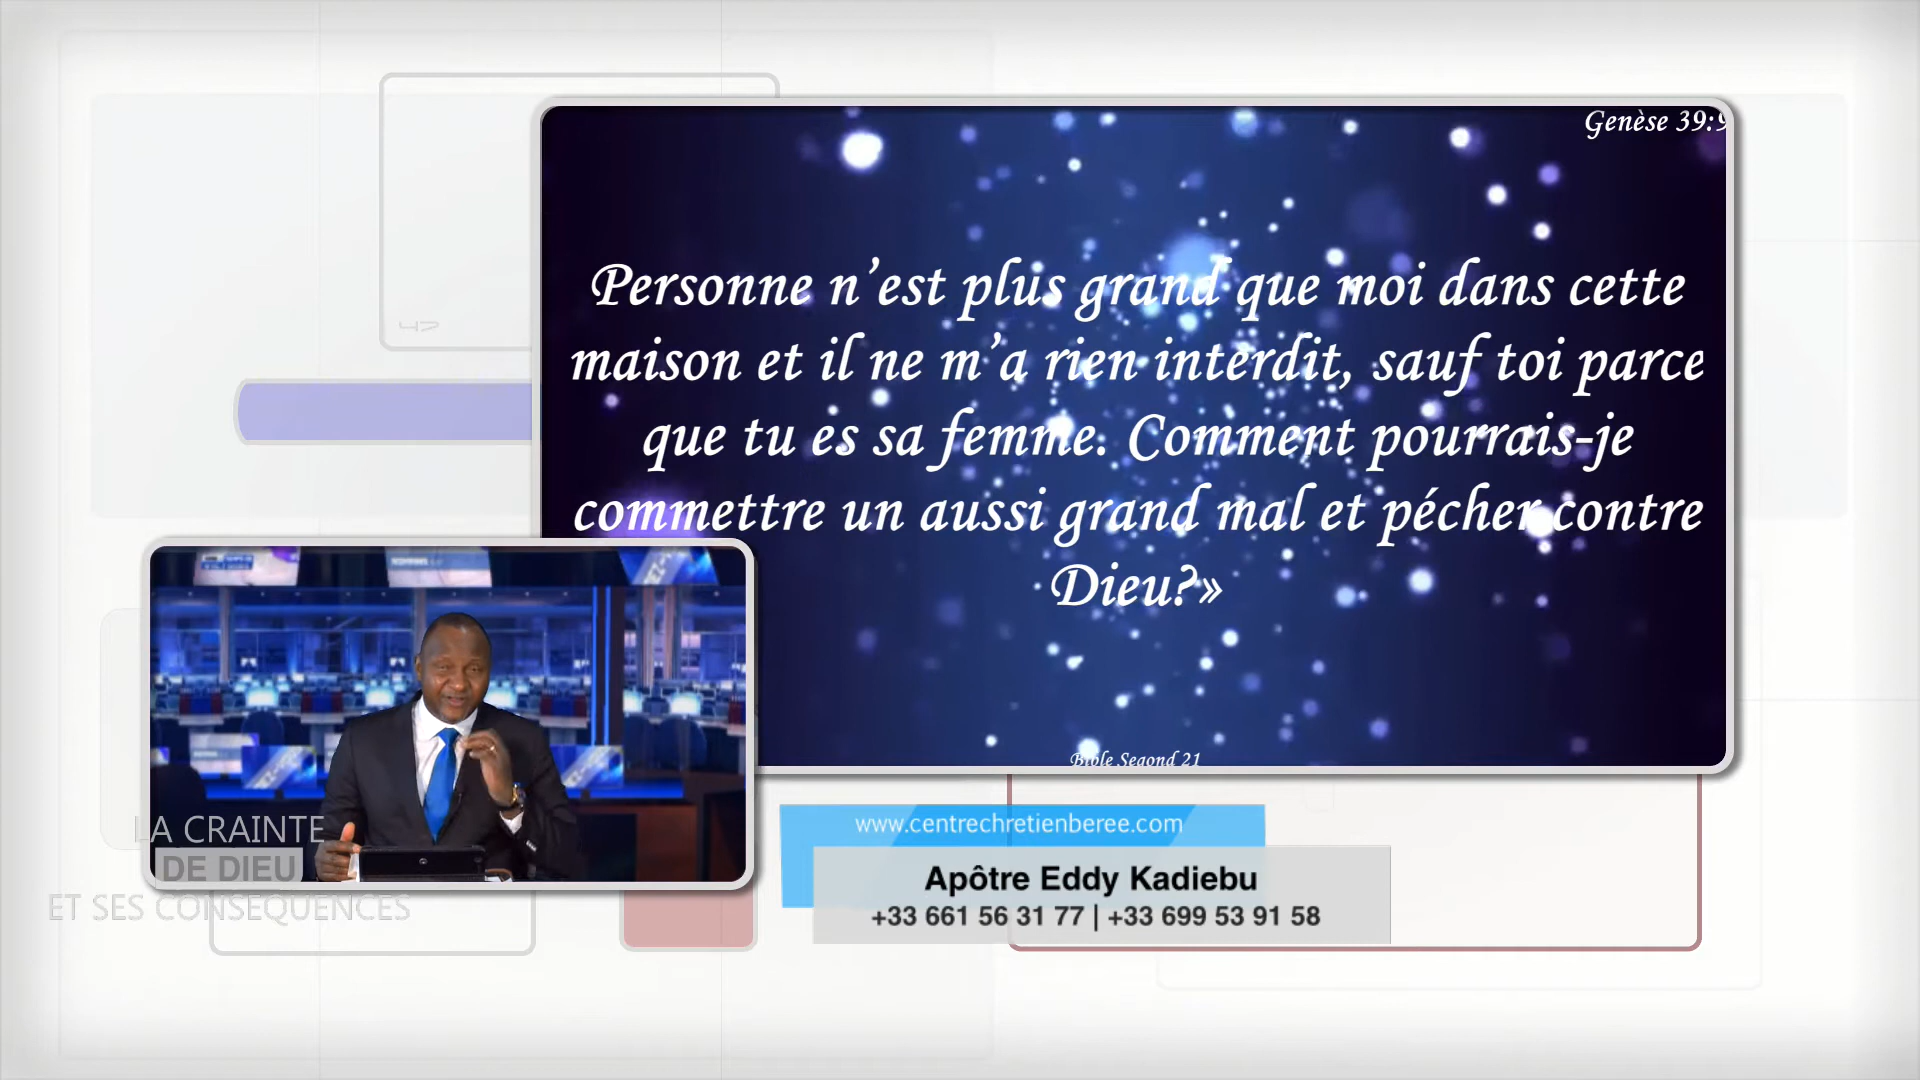 Genèse 39:9
Personne n’est plus grand que moi dans cette
maison et il ne m’a rien interdit, sauf toi parce
que tu es sa femme. Comment pourrais-je
commettre un aussi grand mal et pécher contre
Dieu?»
Bible Segond 21
LA CRAINTE
DE DIEU
ET SES CONSEQUENCES
www.centrechretienberee.com
Apôtre Eddy Kadiebu
+33 661 56 31 77 | +33 699 53 91 58